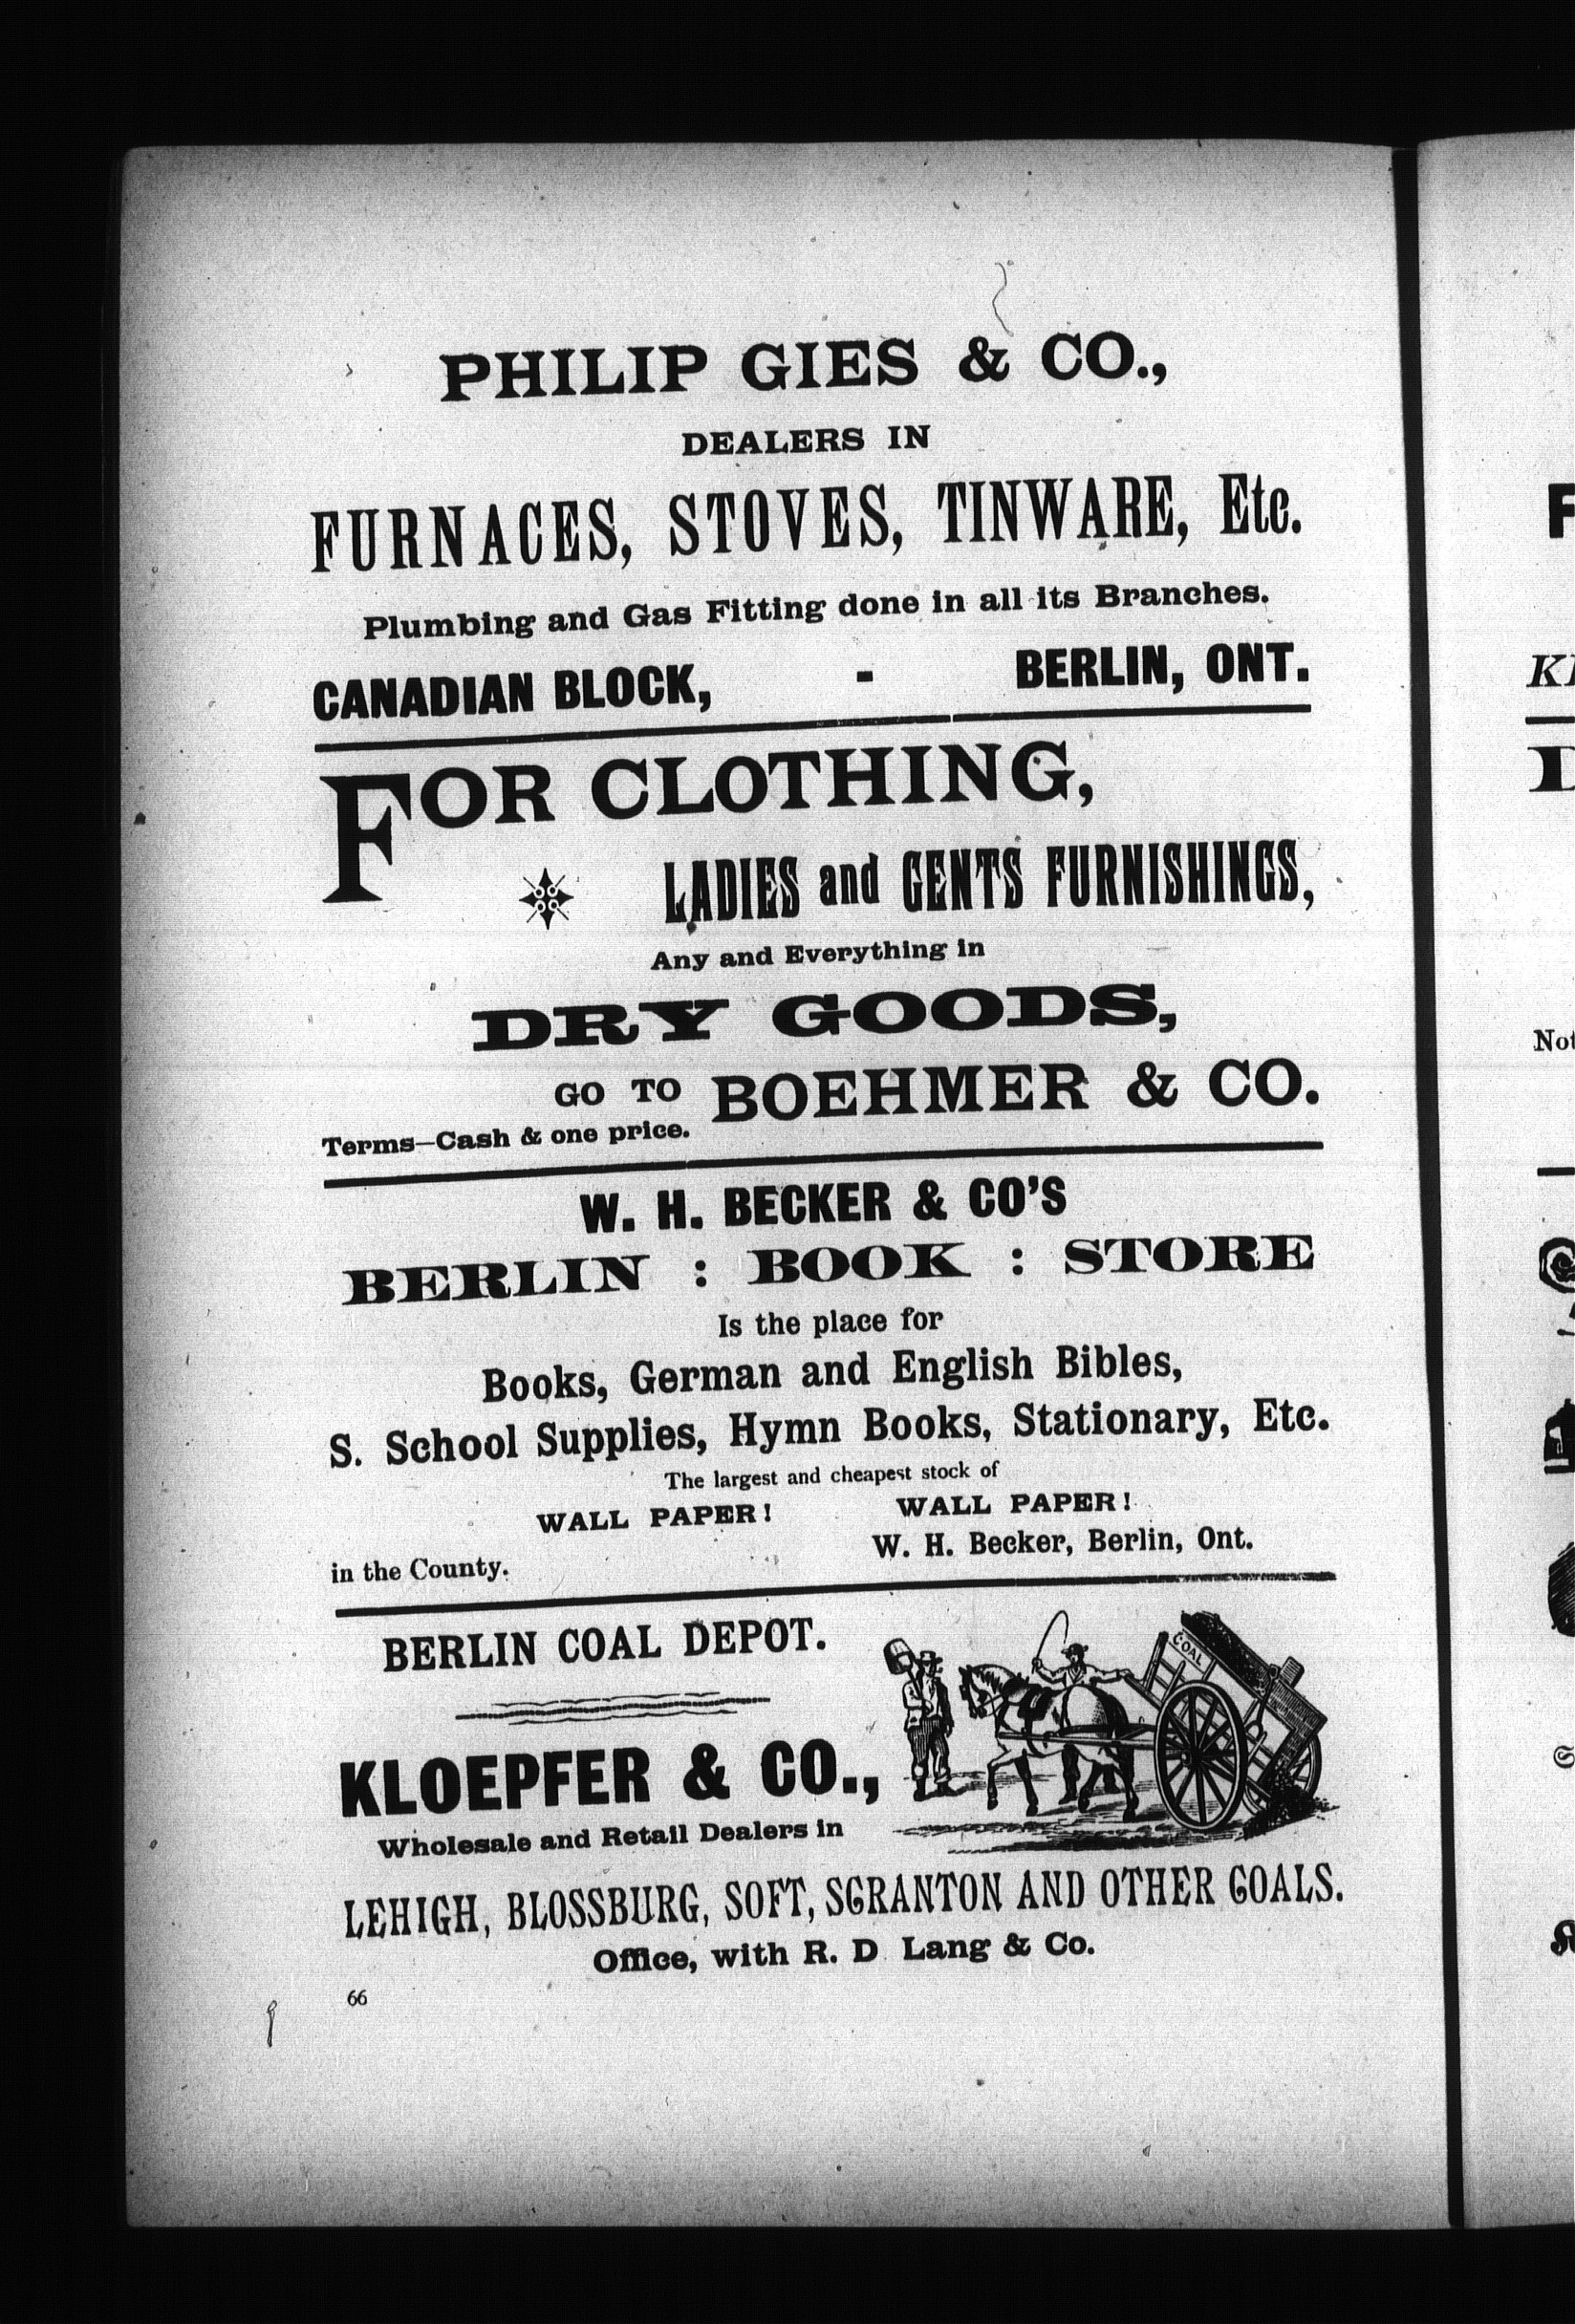 PHILIP GIES & CO.,
DEALERS IN
FURNACES, STOVES, TINWARE, Etc.
Plumbing and Gas Fitting done in all its Branches.
CANADIAN BLOCK, - BERLIN, ONT.
FOR CLOTHING,
LADIES and GENTS FURNISHINGS,
Any and Everything in
DRY GOODS,
GO TO BOEHMER & CO.
Terms—Cash & one price.
W. H. BECKER & CO'S
BERLIN : BOOK : STORE
Is the place for
Books, German and English Bibles,
S. School Supplies, Hymn Books, Stationary, Etc.
The largest and cheapest stock of
WALL PAPER! WALL PAPER!
in the County. W. H. Becker, Berlin, Ont.
BERLIN COAL DEPOT.
COAL
KLOEPFER & CO.,
Wholesale and Retail Dealers in
LEHIGH, BLOSSBURG, SOFT, SGRANTON AND OTHER GOALS.
Office, with R. D Lang & Co.
66